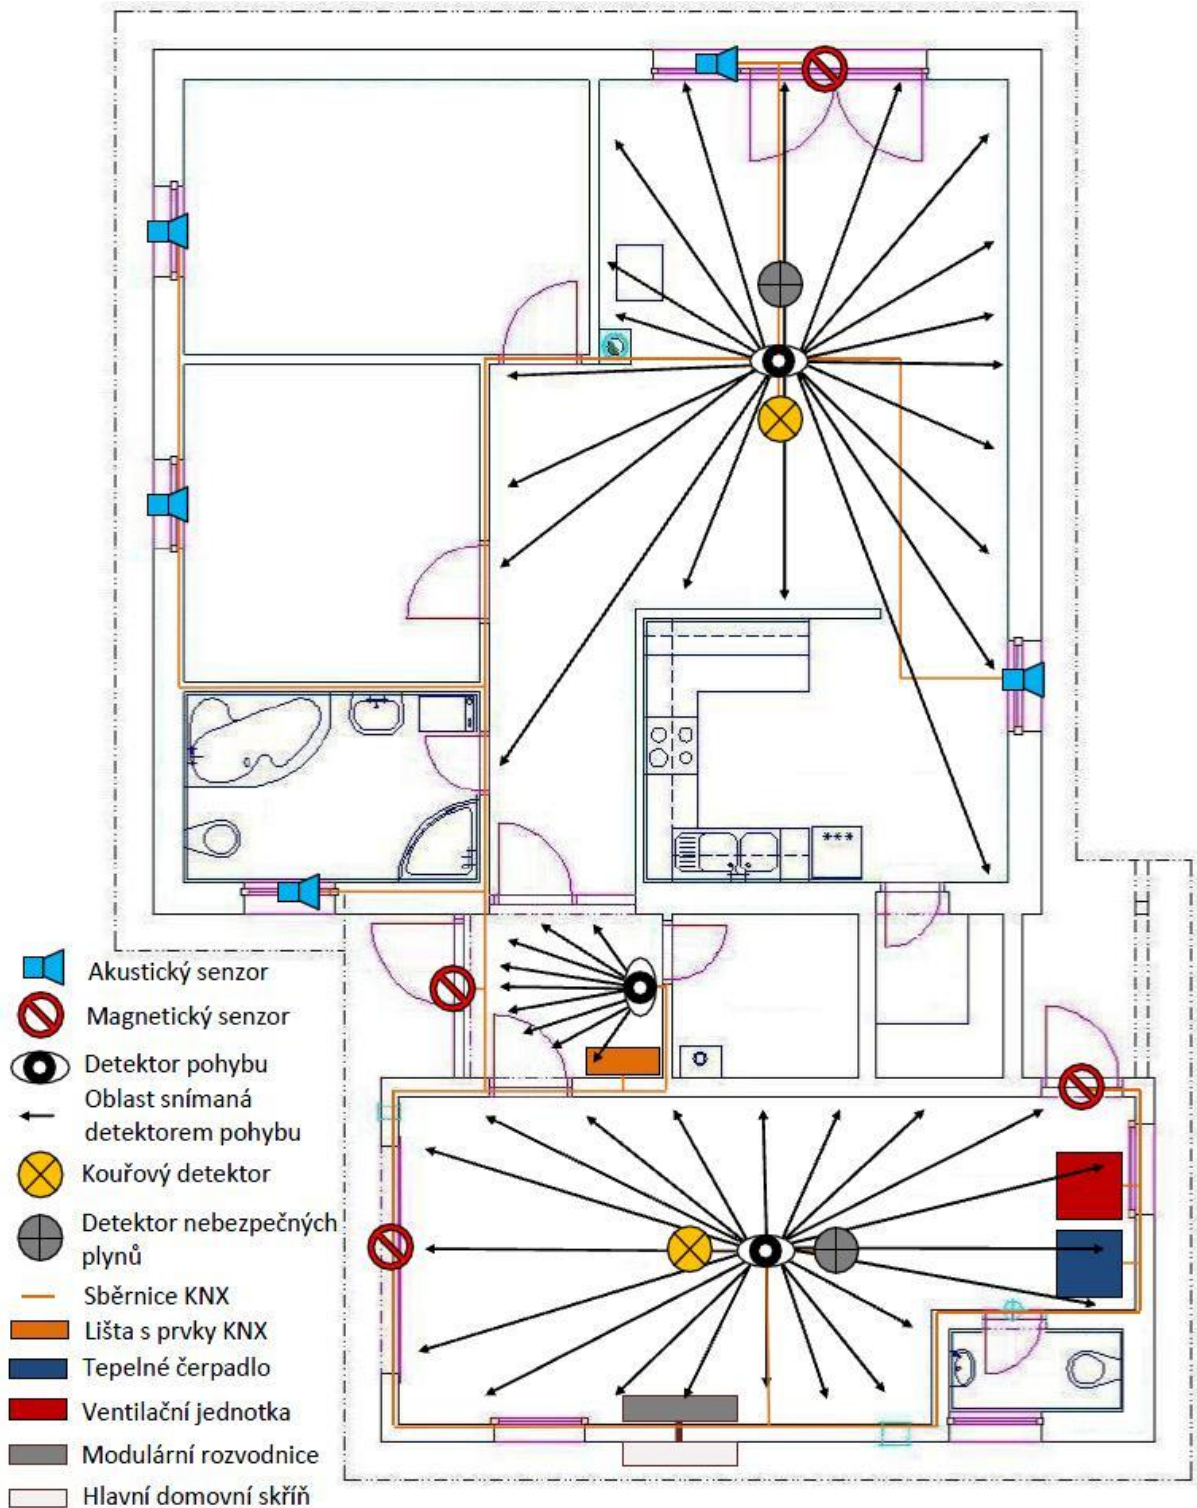 Akustický senzor
Magnetický senzor
Detektor pohybu
Oblast snímaná
detektorem pohybu
Kouřový detektor
Detektor nebezpečných
plynů
Sběrnice KNX
Lišta s prvky KNX
Tepelné čerpadlo
Ventilační jednotka
Modulární rozvodnice
Hlavní domovní skříň
***